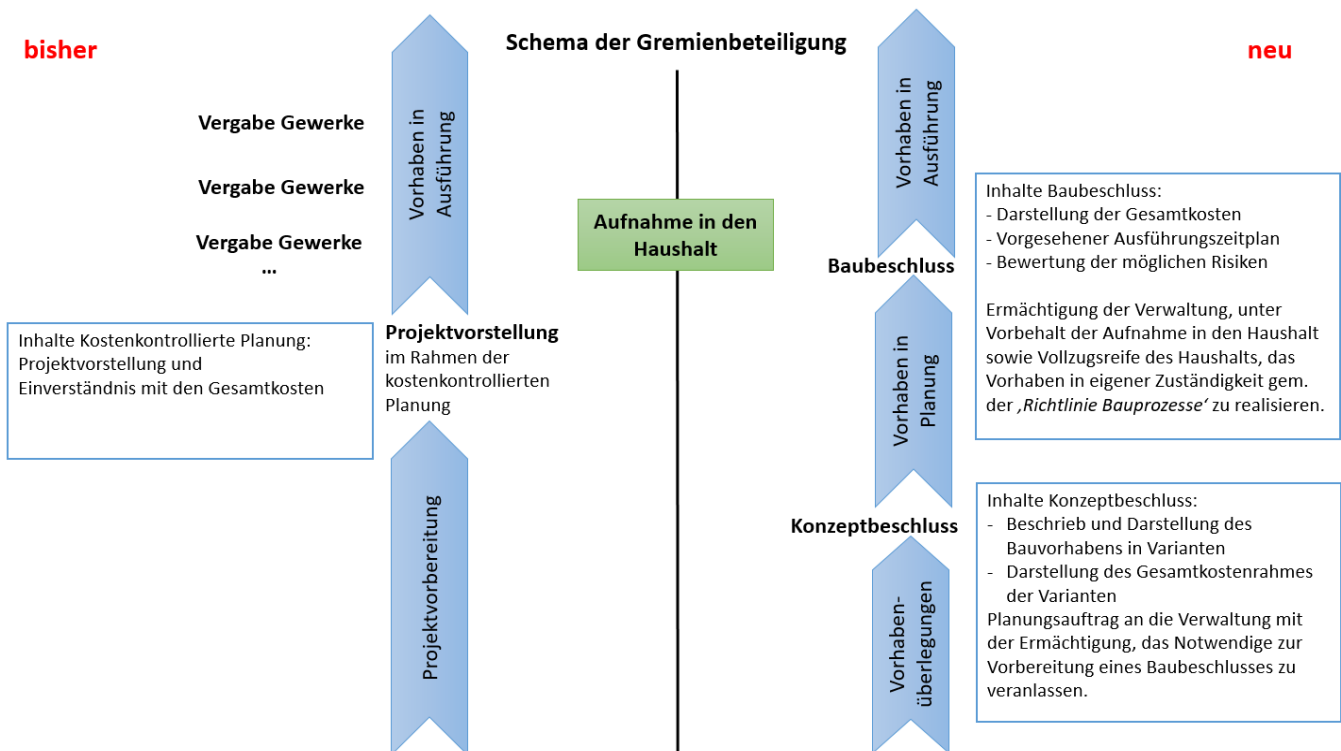 Schema der Gremienbeteiligung
bisher
Vergabe Gewerke
Vergabe Gewerke
Vergabe Gewerke
...
Vorhaben in
Ausführung
Inhalte Kostenkontrollierte Planung:
Projektvorstellung und
Einverständnis mit den Gesamtkosten
Projektvorstellung
im Rahmen der
kostenkontrollierten
Planung
Projektvorbereitung
Aufnahme in den
Haushalt
neu
Vorhaben in
Ausführung
Baubeschluss
Inhalte Baubeschluss:
- Darstellung der Gesamtkosten
- Vorgesehener Ausführungszeitplan
- Bewertung der möglichen Risiken
Ermächtigung der Verwaltung, unter
Vorbehalt der Aufnahme in den Haushalt
sowie Vollzugsreife des Haushalts, das
Vorhaben in eigener Zuständigkeit gem.
der ‚Richtlinie Bauprozesse‘ zu realisieren.
Vorhaben in
Planung
Konzeptbeschluss
Inhalte Konzeptbeschluss:
- Beschrieb und Darstellung des
Bauvorhabens in Varianten
- Darstellung des Gesamtkostenrahmes
der Varianten
Planungsauftrag an die Verwaltung mit
der Ermächtigung, das Notwendige zur
Vorbereitung eines Baubeschlusses zu
veranlassen.
Vorhaben-
überlegungen